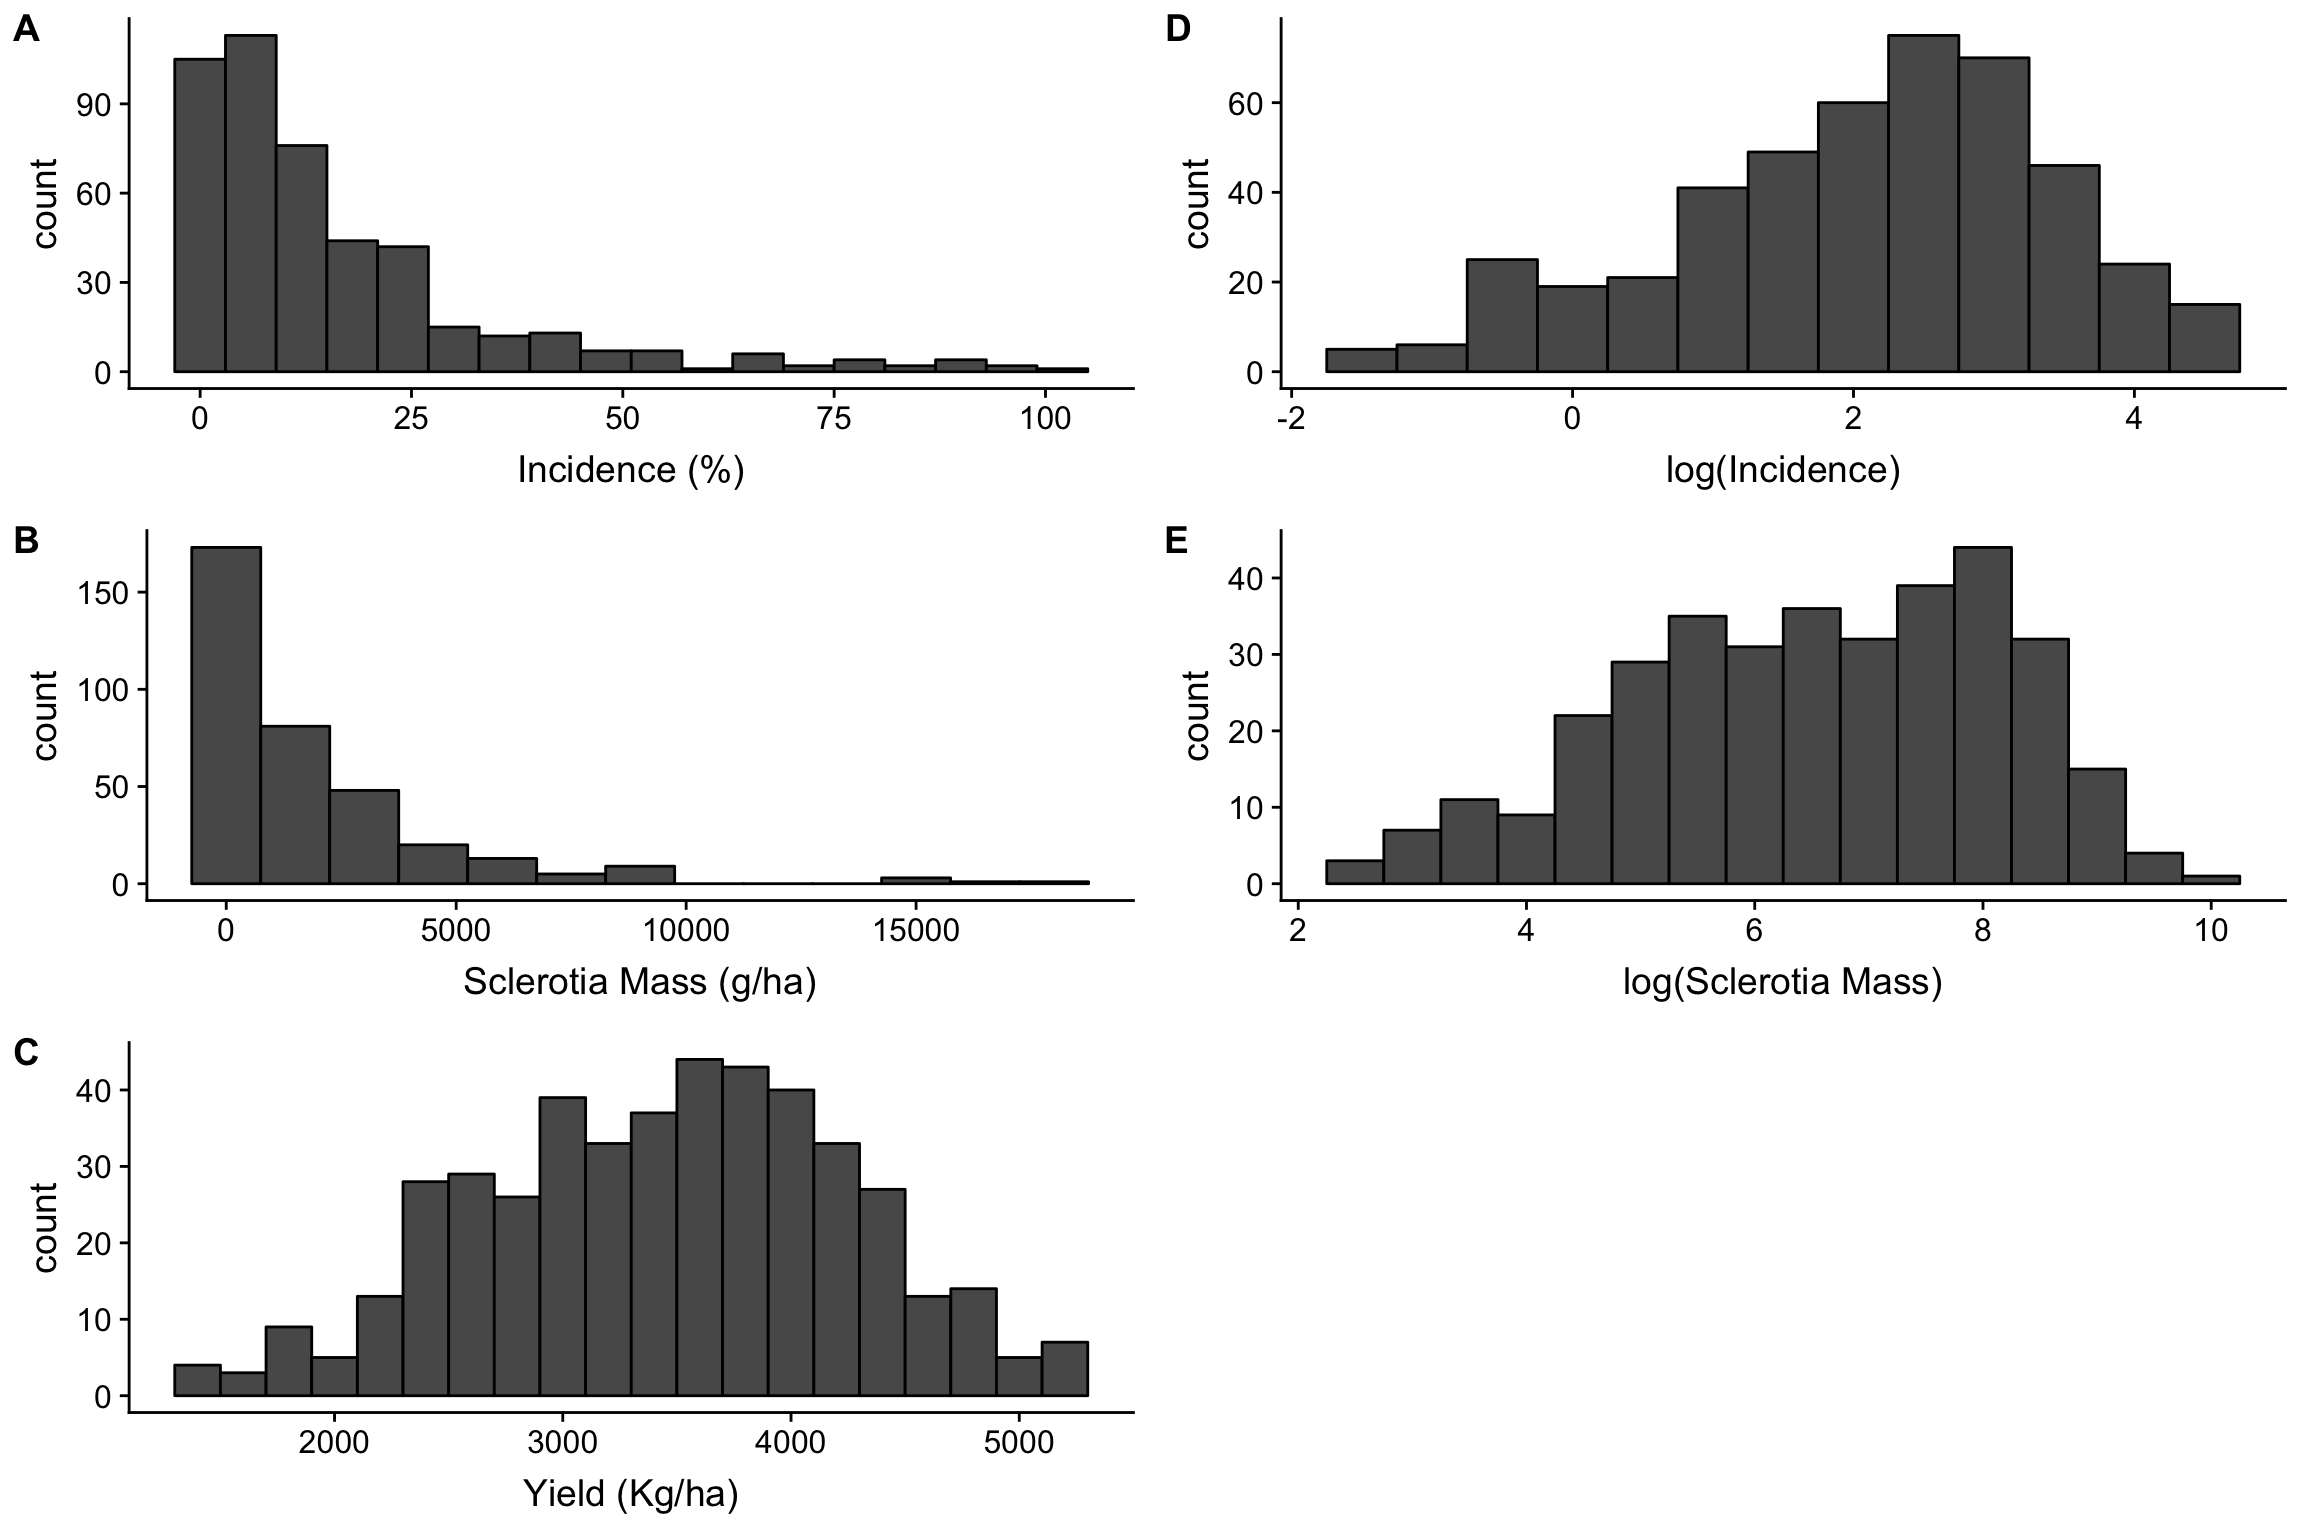 A
count
90
60
30
0
0 25 50 75 100
Incidence (%)
D
count
60
40
20
0
-2 0 2 4
log(Incidence)
B
count
150
100
50
0
0 5000 10000 15000
Sclerotia Mass (g/ha)
E
count
40
30
20
10
0
2 4 6 8 10
log(Sclerotia Mass)
C
count
40
30
20
10
0
2000 3000 4000 5000
Yield (Kg/ha)